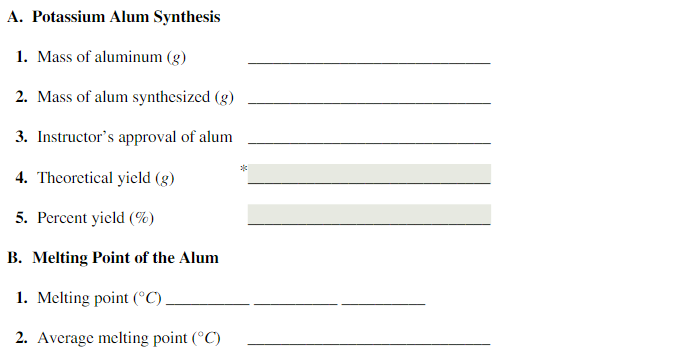 A. Potassium Alum Synthesis
1. Mass of aluminum (g)
2. Mass of alum synthesized (g)
3. Instructor's approval of alum
4. Theoretical yield (g) *
5. Percent yield (%)
B. Melting Point of the Alum
1. Melting point (°C)
2. Average melting point (°C)